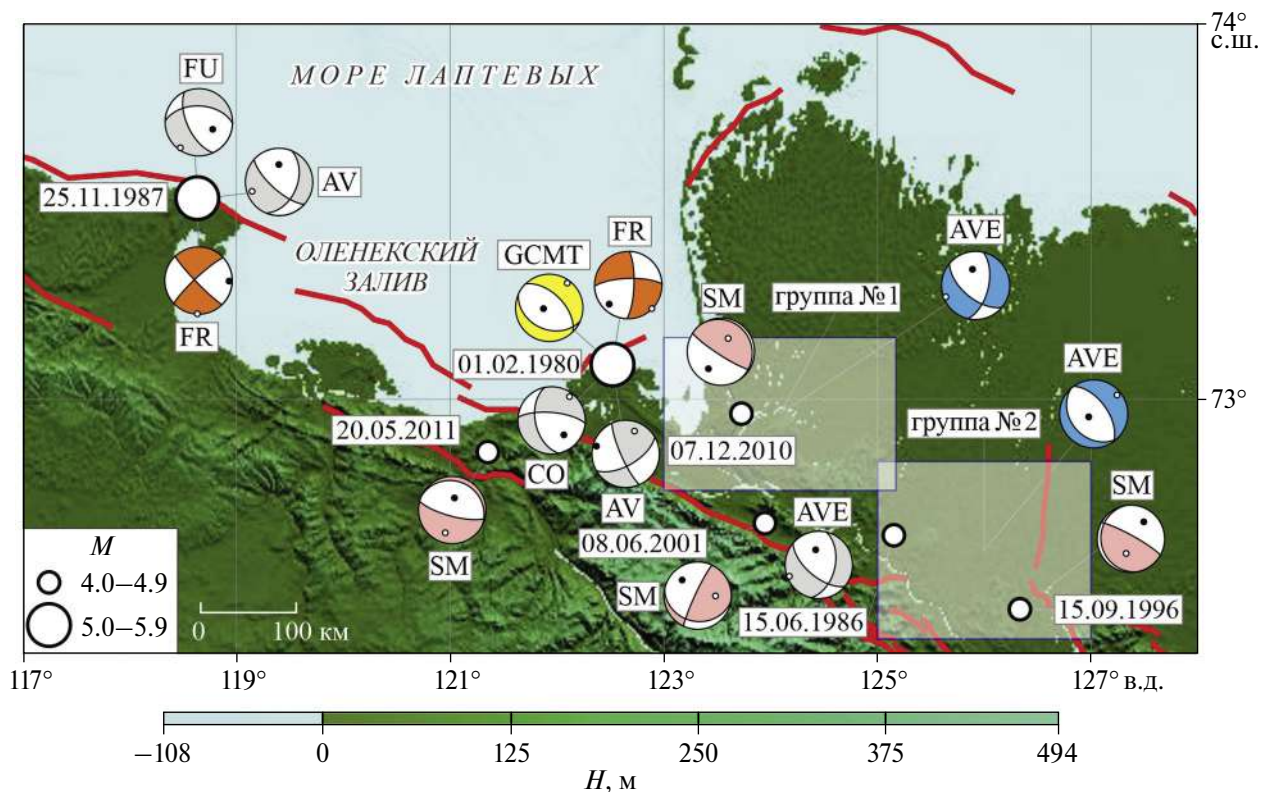 74°
с.ш.
FU
МОРЕ ЛАПТЕВЫХ
25.11.1987
AV
FR
ОЛЕНЕКСКИЙ
ЗАЛИВ
GCMT
FR
AVE
SM
группа №1
01.02.1980
AVE
73°
20.05.2011
группа №2
07.12.2010
CO
AV
SM
SM
AVE
08.06.2001
SM
15.06.1986
15.09.1996
M
4.0–4.9
5.0–5.9
0 100 км
117° 119° 121° 123° 125° 127° в.д.
–108 0 125 250 375 494
H, м